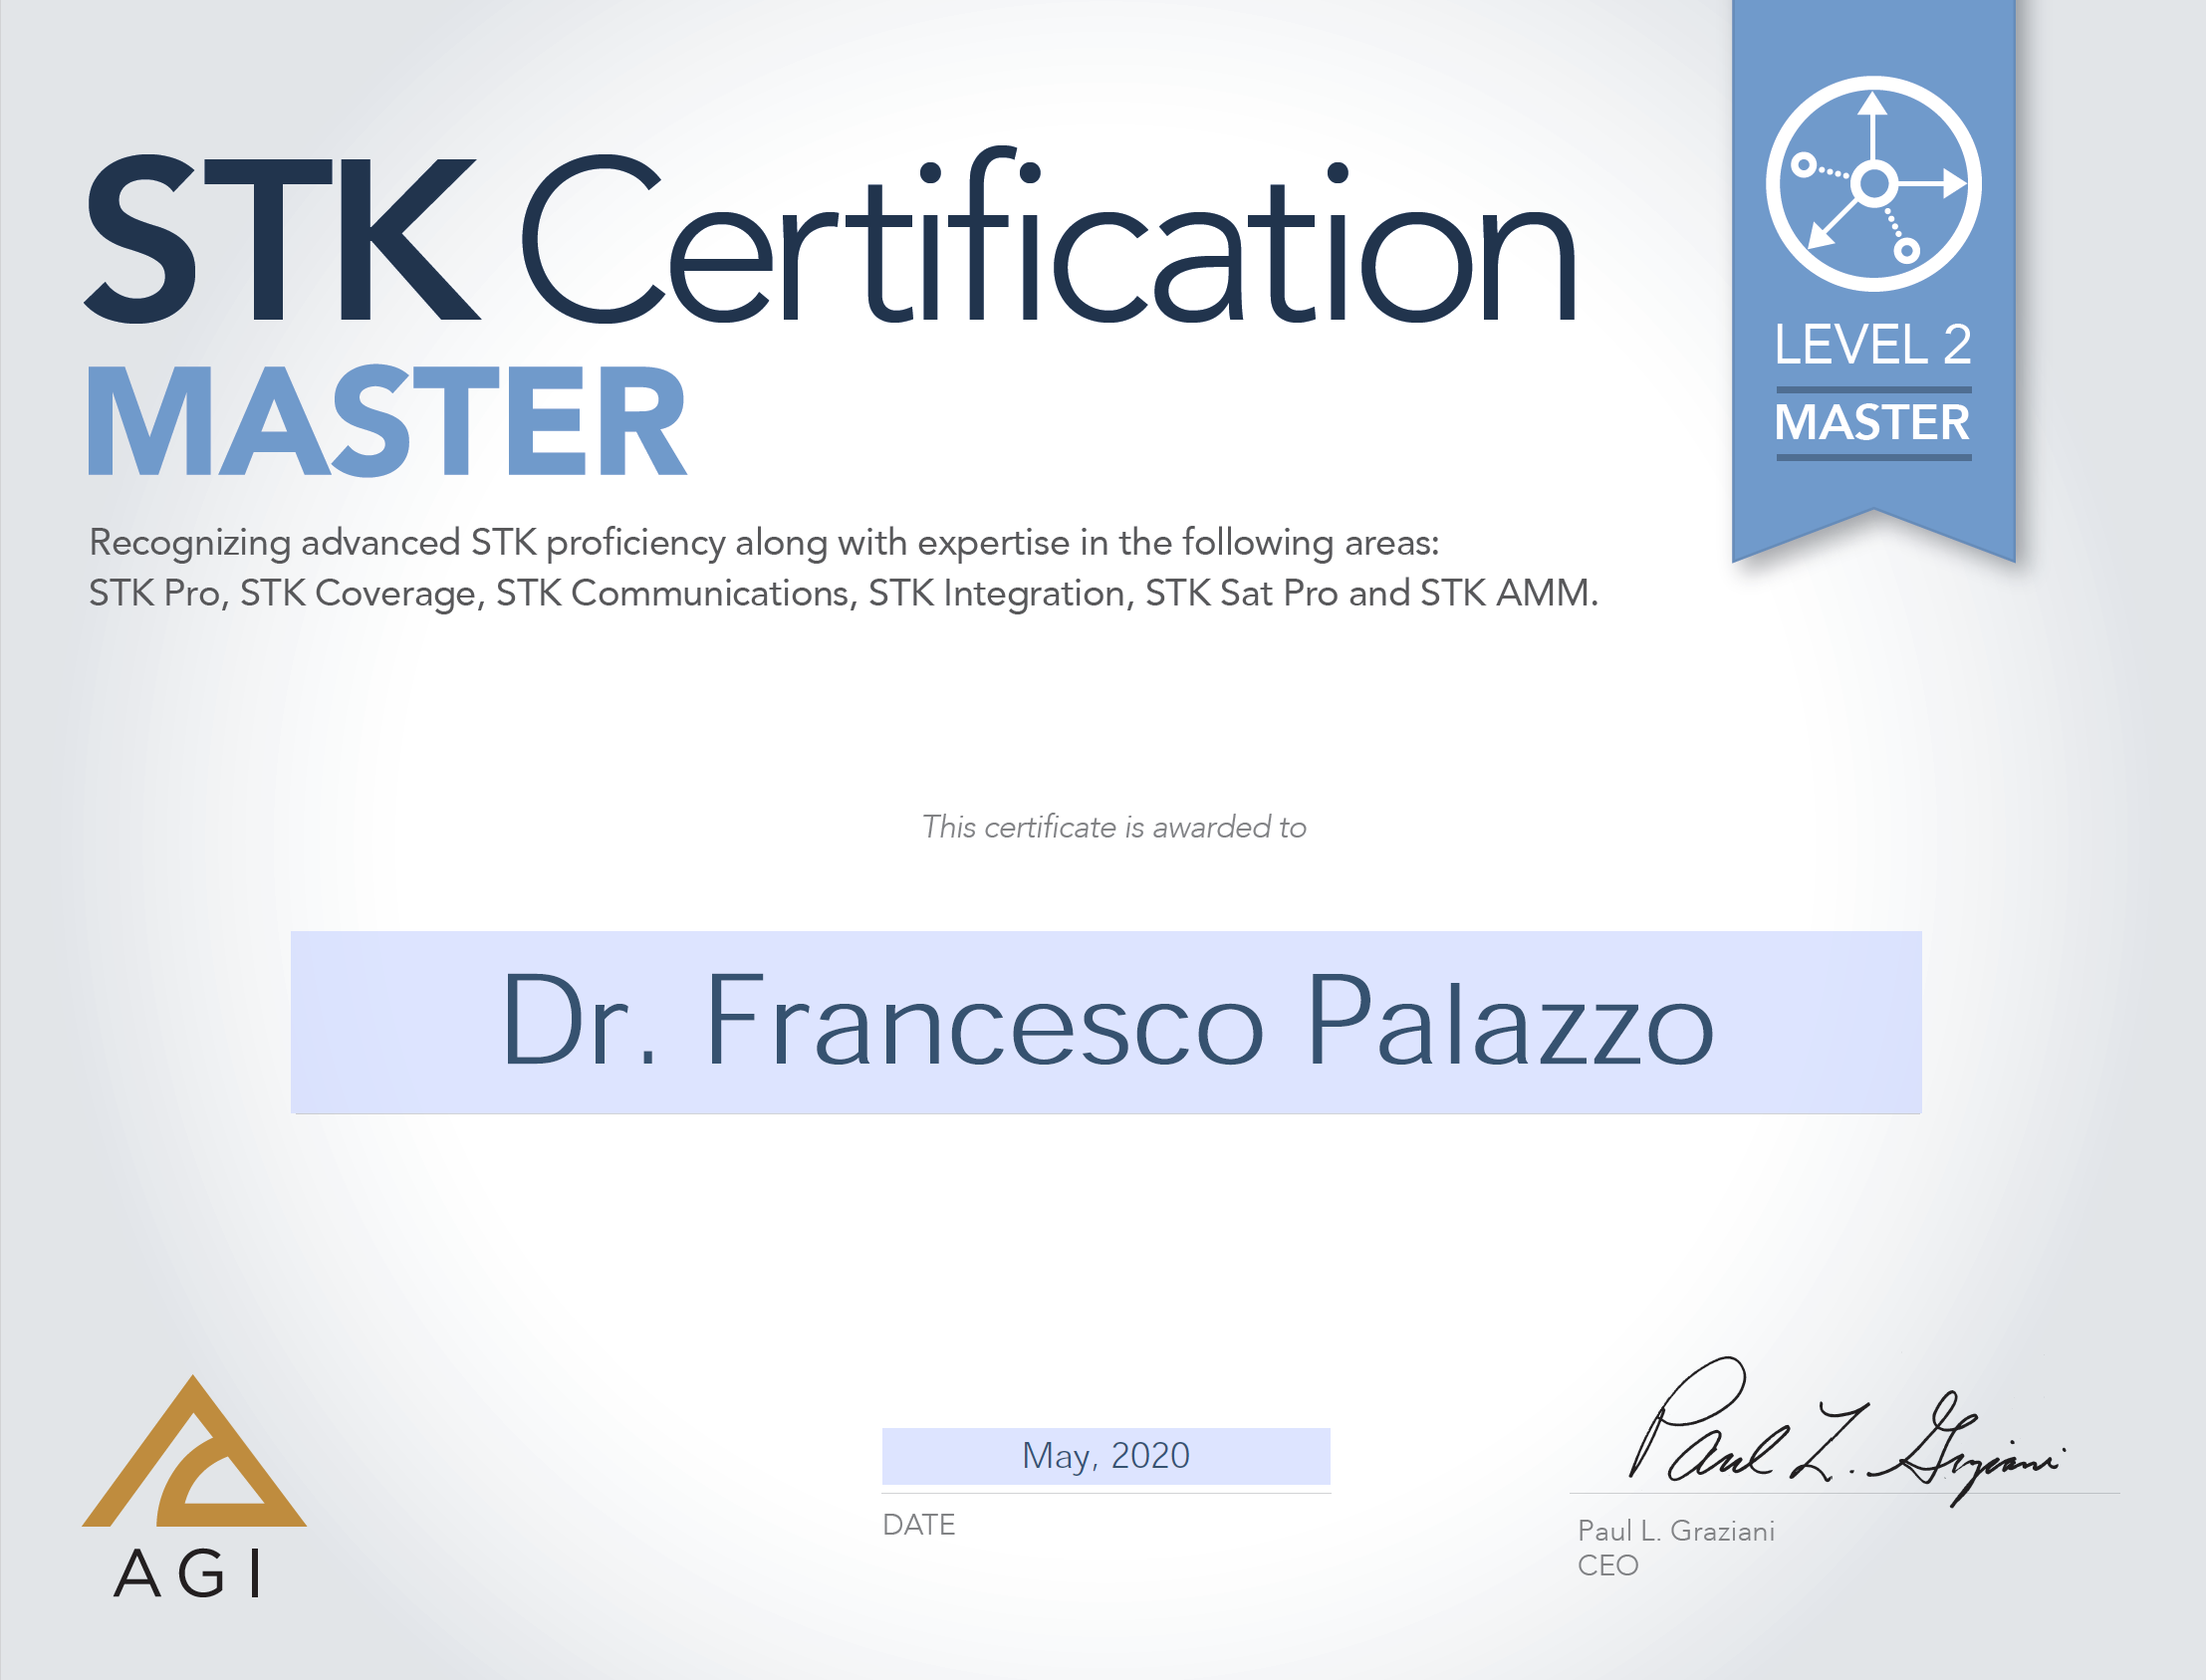 STK Certification
MASTER
LEVEL 2
MASTER
Recognizing advanced STK proficiency along with expertise in the following areas:
STK Pro, STK Coverage, STK Communications, STK Integration, STK Sat Pro and STK AMM.
This certificate is awarded to
Dr. Francesco Palazzo
AGI
May, 2020
DATE
Paul L. Graziani
Paul L. Graziani
CEO